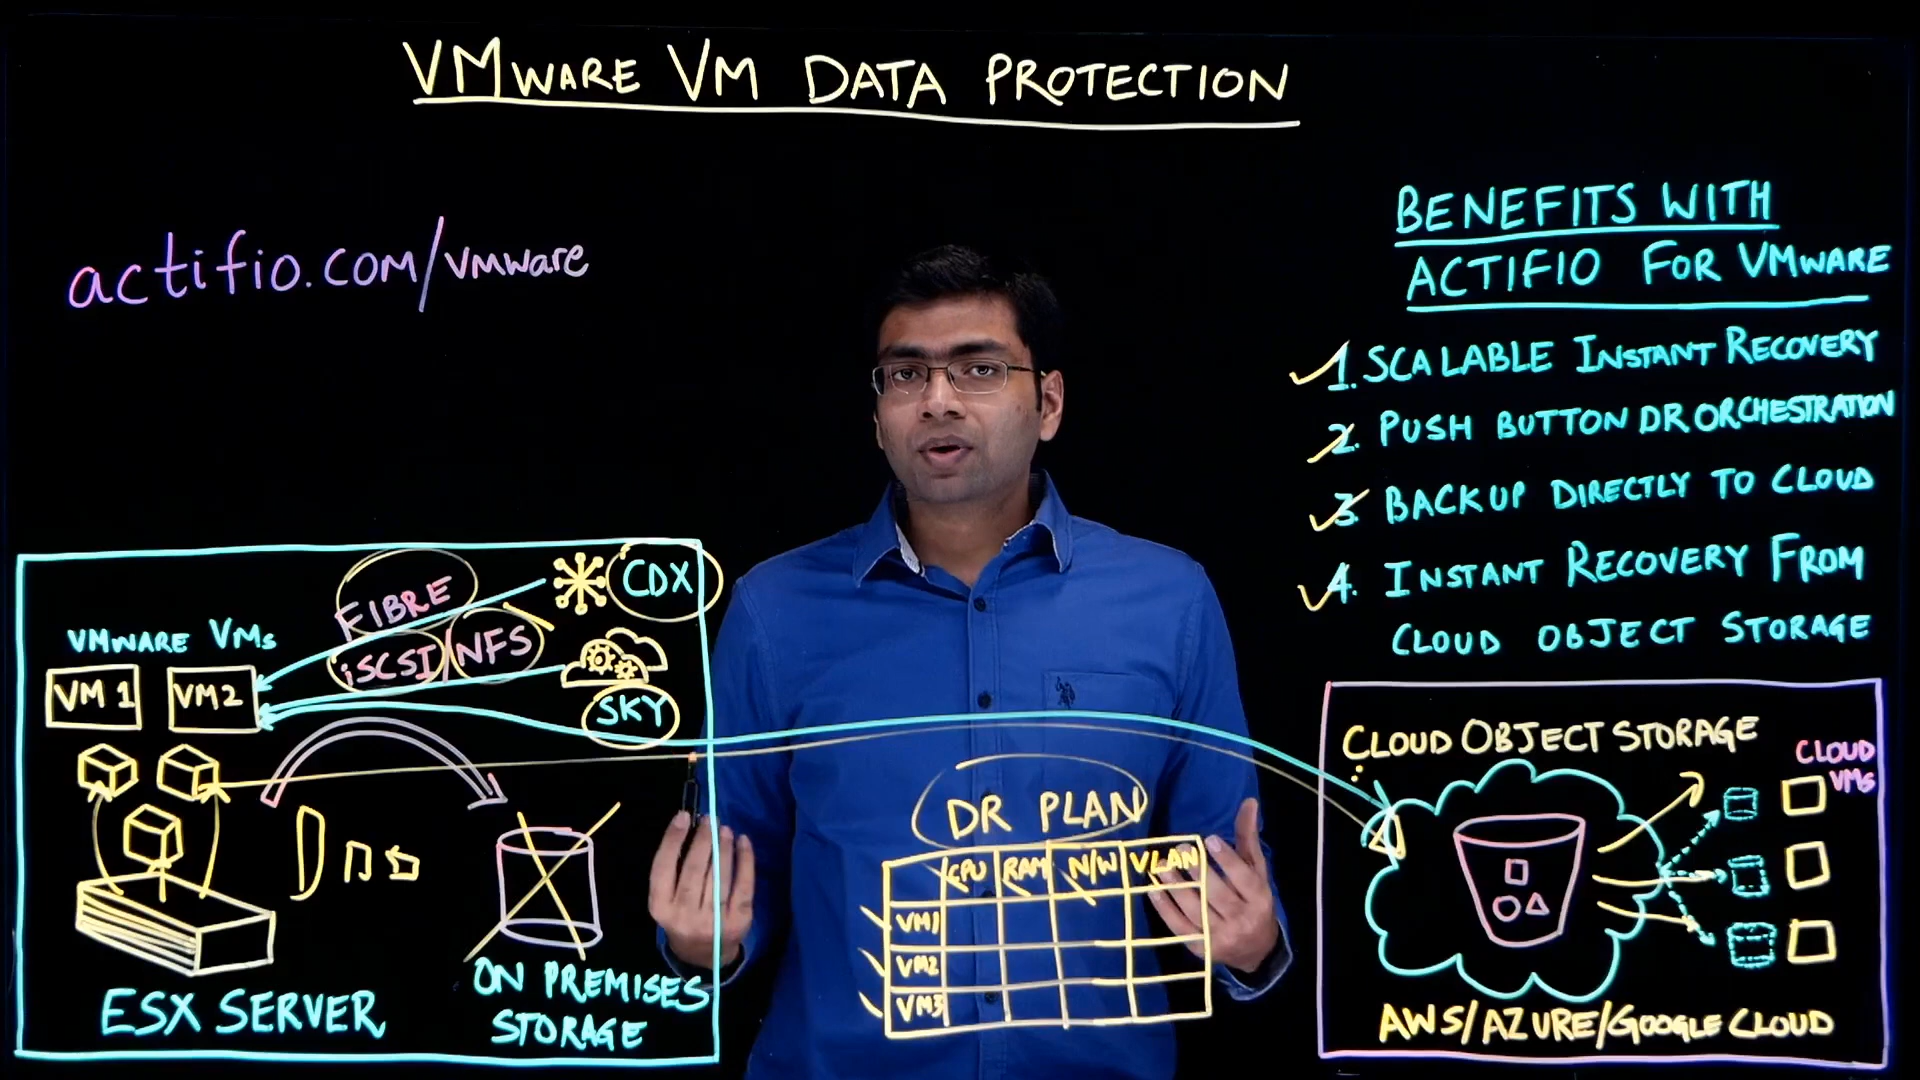 VMWARE VM DATA PROTECTION
actifio.com/vmware
BENEFITS WITH
ACTIFIO FOR VMWARE
1. SCALABLE INSTANT RECOVERY
2. PUSH BUTTON DR ORCHESTRATION
3. BACKUP DIRECTLY TO CLOUD
4. INSTANT RECOVERY FROM
CLOUD OBJECT STORAGE
FIBRE
CDX
iSCSI/NFS
SKY
VMWARE VMs
VM 1
VM2
ESX SERVER
ON PREMISES
STORAGE
DR PLAN
CPU RAM N/W VLAN
VM1
VM2
VM3
CLOUD OBJECT STORAGE
CLOUD
VMs
AWS/AZURE/GOOGLE CLOUD